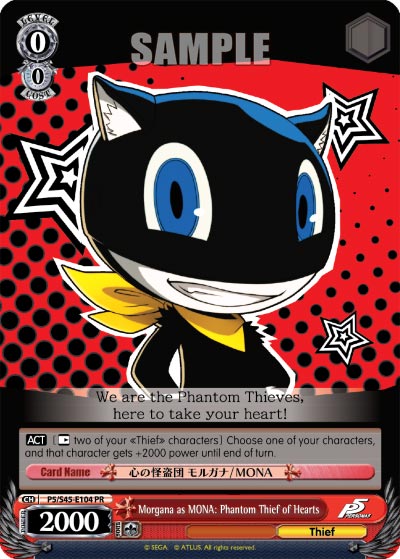 LEVEL
0
0
COST
SAMPLE
We are the Phantom Thieves,
here to take your heart!
ACT [ two of your «Thief» characters] Choose one of your characters,
and that character gets +2000 power until end of turn.
Card Name 心の怪盗団 モルガナ/MONA
CH P5/S45-E104 PR
2000
Morgana as MONA: Phantom Thief of Hearts
P5
PERSONA5
Thief
© SEGA. © ATLUS. All rights reserved.